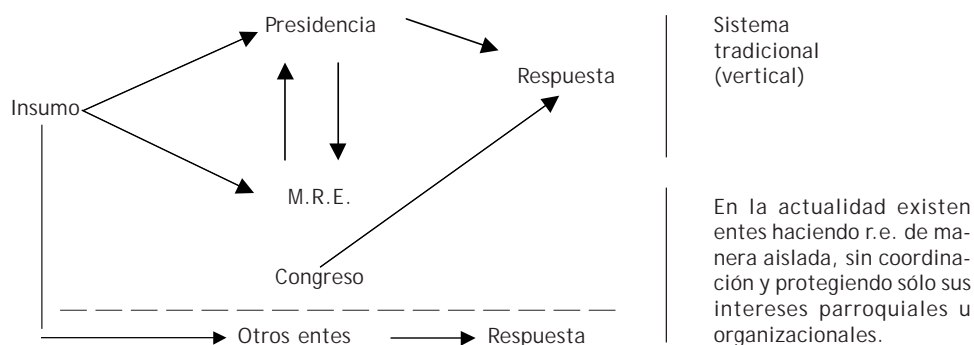 Presidencia
Respuesta
Insumo
M.R.E.
Congreso
Otros entes
Respuesta
Sistema
tradicional
(vertical)
En la actualidad existen
entes haciendo r.e. de ma-
nera aislada, sin coordina-
ción y protegiendo sólo sus
intereses parroquiales u
organizacionales.